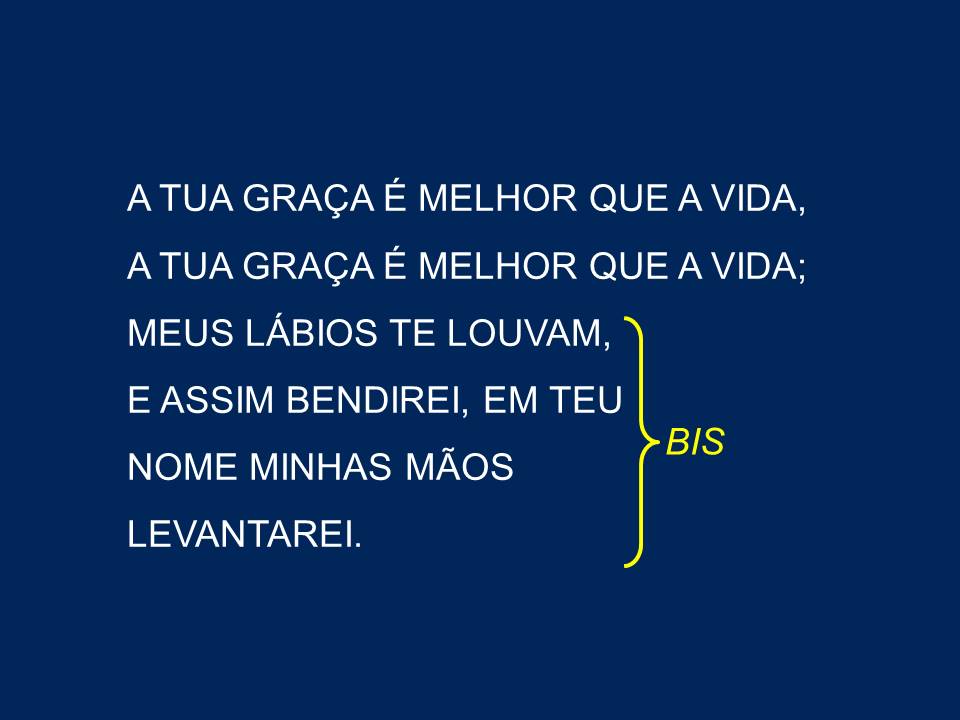 A TUA GRAÇA É MELHOR QUE A VIDA,
A TUA GRAÇA É MELHOR QUE A VIDA;
MEUS LÁBIOS TE LOUVAM,
E ASSIM BENDIREI, EM TEU
NOME MINHAS MÃOS
LEVANTAREI.
BIS